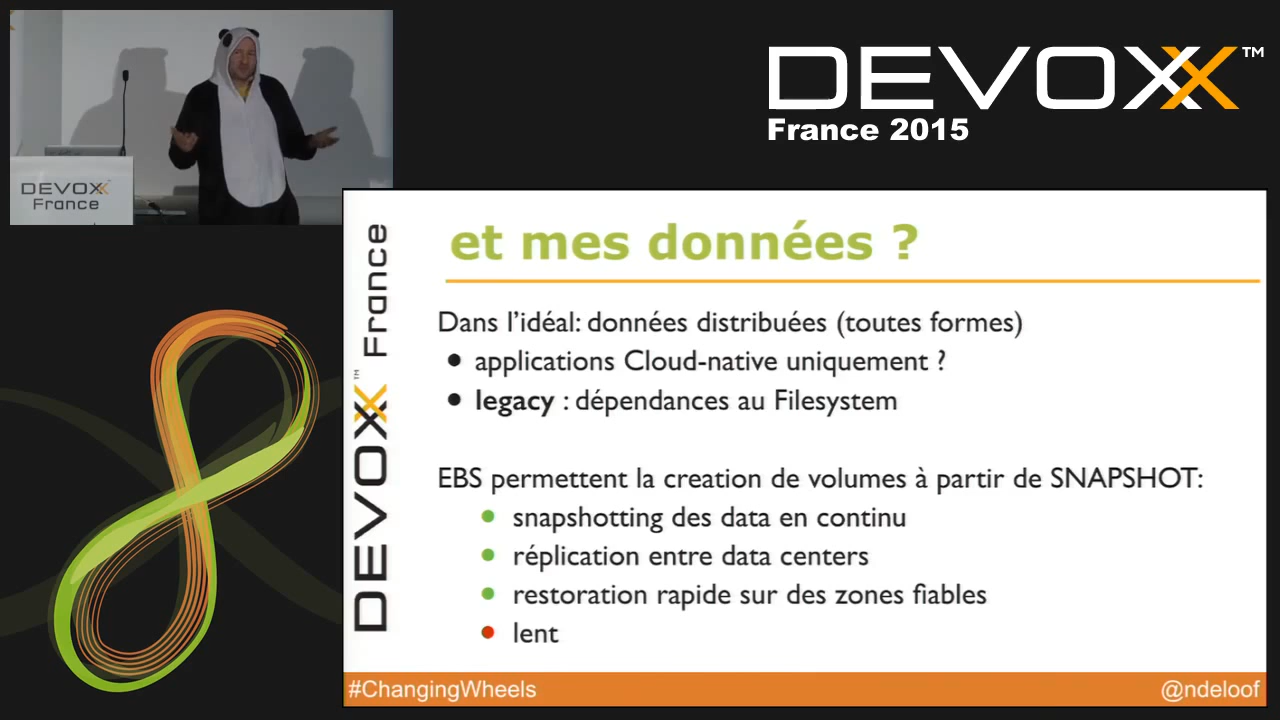 DEVOXX™
France 2015
DEVOXX
France
DEVOXX™ France
et mes données ?
Dans l’idéal: données distribuées (toutes formes)
• applications Cloud-native uniquement ?
• legacy : dépendances au Filesystem
EBS permettent la creation de volumes à partir de SNAPSHOT:
• snapshotting des data en continu
• réplication entre data centers
• restoration rapide sur des zones fiables
• lent
#ChangingWheels
@ndeloof